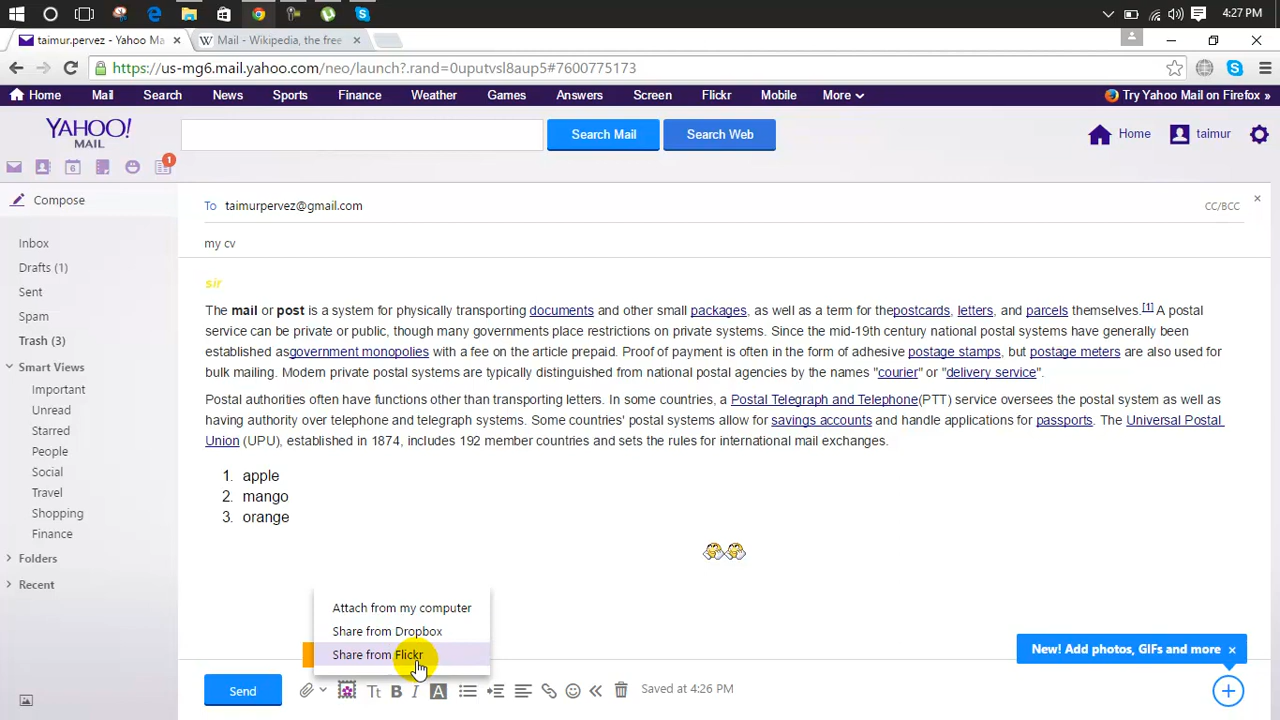 4:27 PM
taimur.pervez - Yahoo Ma
W Mail - Wikipedia, the free
https://us-mg6.mail.yahoo.com/neo/launch?.rand=0uputvsl8aup5#7600775173
Home Mail Search News Sports Finance Weather Games Answers Screen Flickr Mobile More Try Yahoo Mail on Firefox »
YAHOO!
MAIL
Search Mail Search Web Home taimur
6 1
Compose
To taimurpervez@gmail.com CC/BCC
my cv
Inbox
Drafts (1)
Sent
Spam
Trash (3)
Smart Views
Important
Unread
Starred
People
Social
Travel
Shopping
Finance
Folders
Recent
sir
The mail or post is a system for physically transporting documents and other small packages, as well as a term for thepostcards, letters, and parcels themselves.[1] A postal
service can be private or public, though many governments place restrictions on private systems. Since the mid-19th century national postal systems have generally been
established asgovernment monopolies with a fee on the article prepaid. Proof of payment is often in the form of adhesive postage stamps, but postage meters are also used for
bulk mailing. Modern private postal systems are typically distinguished from national postal agencies by the names "courier" or "delivery service".
Postal authorities often have functions other than transporting letters. In some countries, a Postal Telegraph and Telephone(PTT) service oversees the postal system as well as
having authority over telephone and telegraph systems. Some countries' postal systems allow for savings accounts and handle applications for passports. The Universal Postal
Union (UPU), established in 1874, includes 192 member countries and sets the rules for international mail exchanges.
1. apple
2. mango
3. orange
Attach from my computer
Share from Dropbox
Share from Flickr
New! Add photos, GIFs and more ×
Send Tt B I A Saved at 4:26 PM